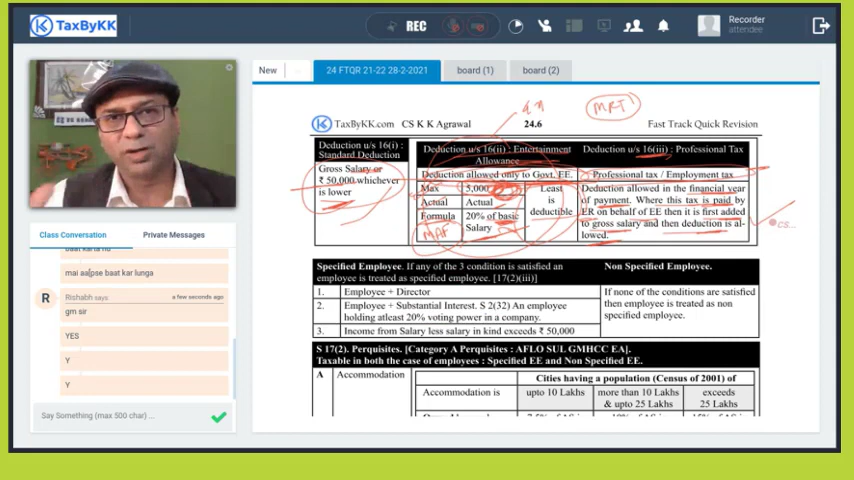 TaxByKK
REC
Recorder
attendee
New
24 FTQR 21-22 28-2-2021
board (1)
board (2)
TaxByKK.com CS K K Agrawal
24.6
Fast Track Quick Revision
MRT
Deduction u/s 16(i) :
Standard Deduction
Gross Salary or
₹ 50,000 whichever
is lower
Deduction u/s 16(ii) : Entertainment
Allowance
Deduction allowed only to Govt. EE.
Max
5,000
Actual
Actual
Formula
20% of basic
Salary
Least
is
deductible
MAF
Deduction u/s 16(iii) : Professional Tax
Professional tax / Employment tax
Deduction allowed in the financial year
of payment. Where this tax is paid by
ER on behalf of EE then it is first added
to gross salary and then deduction is al-
lowed.
CS...
Specified Employee. If any of the 3 condition is satisfied an
employee is treated as specified employee. [17(2)(iii)]
1. Employee + Director
2. Employee + Substantial Interest. S 2(32) An employee
holding atleast 20% voting power in a company.
3. Income from Salary less salary in kind exceeds ₹ 50,000
Non Specified Employee.
If none of the conditions are satisfied
then employee is treated as non
specified employee.
S 17(2). Perquisites. [Category A Perquisites : AFLO SUL GMHCC EA].
Taxable in both the case of employees : Specified EE and Non Specified EE.
A
Accommodation
Cities having a population (Census of 2001) of
Accommodation is
upto 10 Lakhs
more than 10 Lakhs
& upto 25 Lakhs
exceeds
25 Lakhs
Class Conversation
Private Messages
mai aapse baat kar lunga
R
Rishabh says
a few seconds ago
gm sir
YES
Y
Y
Say Something (max 500 char) ...